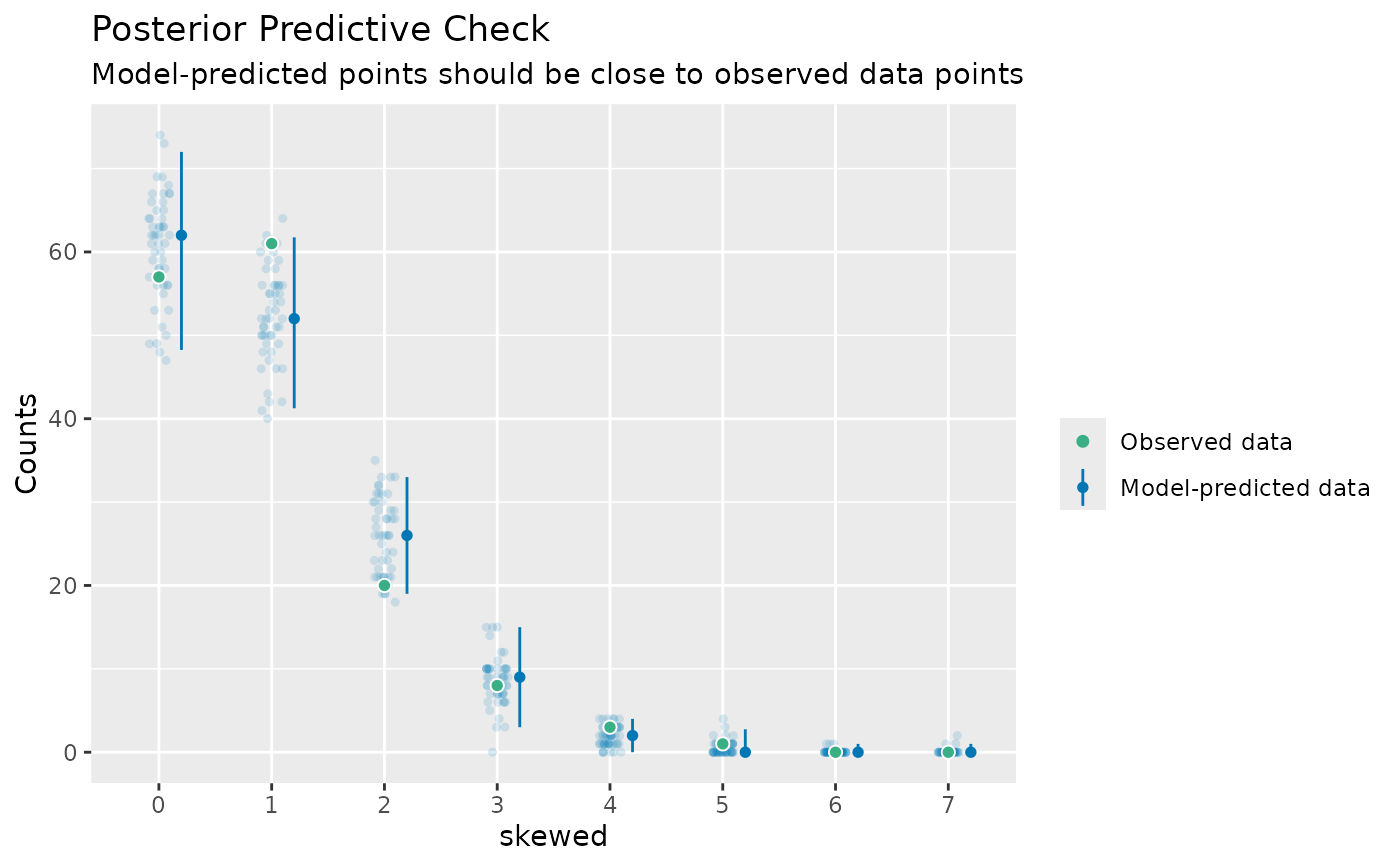 Posterior Predictive Check
Model-predicted points should be close to observed data points
Counts
60
40
20
0
0 1 2 3 4 5 6 7
skewed
Observed data
Model-predicted data